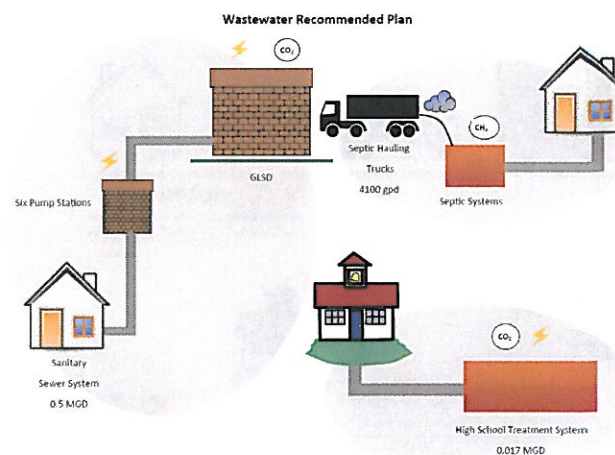 Wastewater Recommended Plan
CO₂
GLSD
Six Pump Stations
Sanitary
Sewer System
0.5 MGD
Septic Hauling
Trucks
4100 gpd
CH₄
Septic Systems
CO₂
High School Treatment System
0.017 MGD